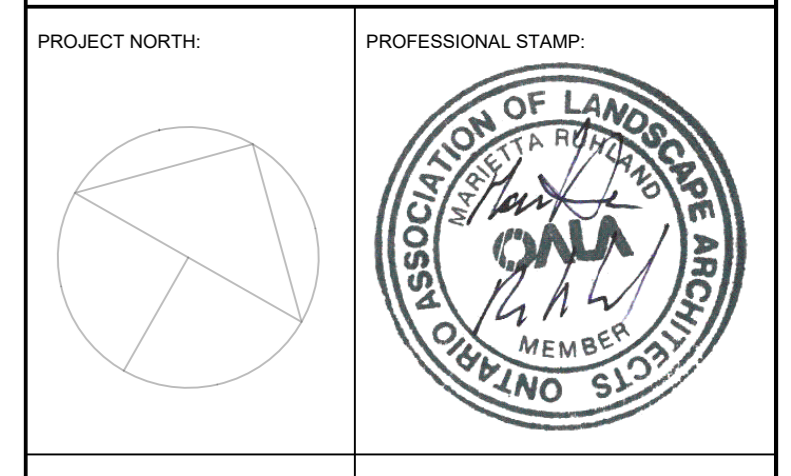 PROJECT NORTH:
PROFESSIONAL STAMP:
ONTARIO ASSOCIATION OF LANDSCAPE ARCHITECTS
MARIETTA RUHLAND
OALA
MEMBER